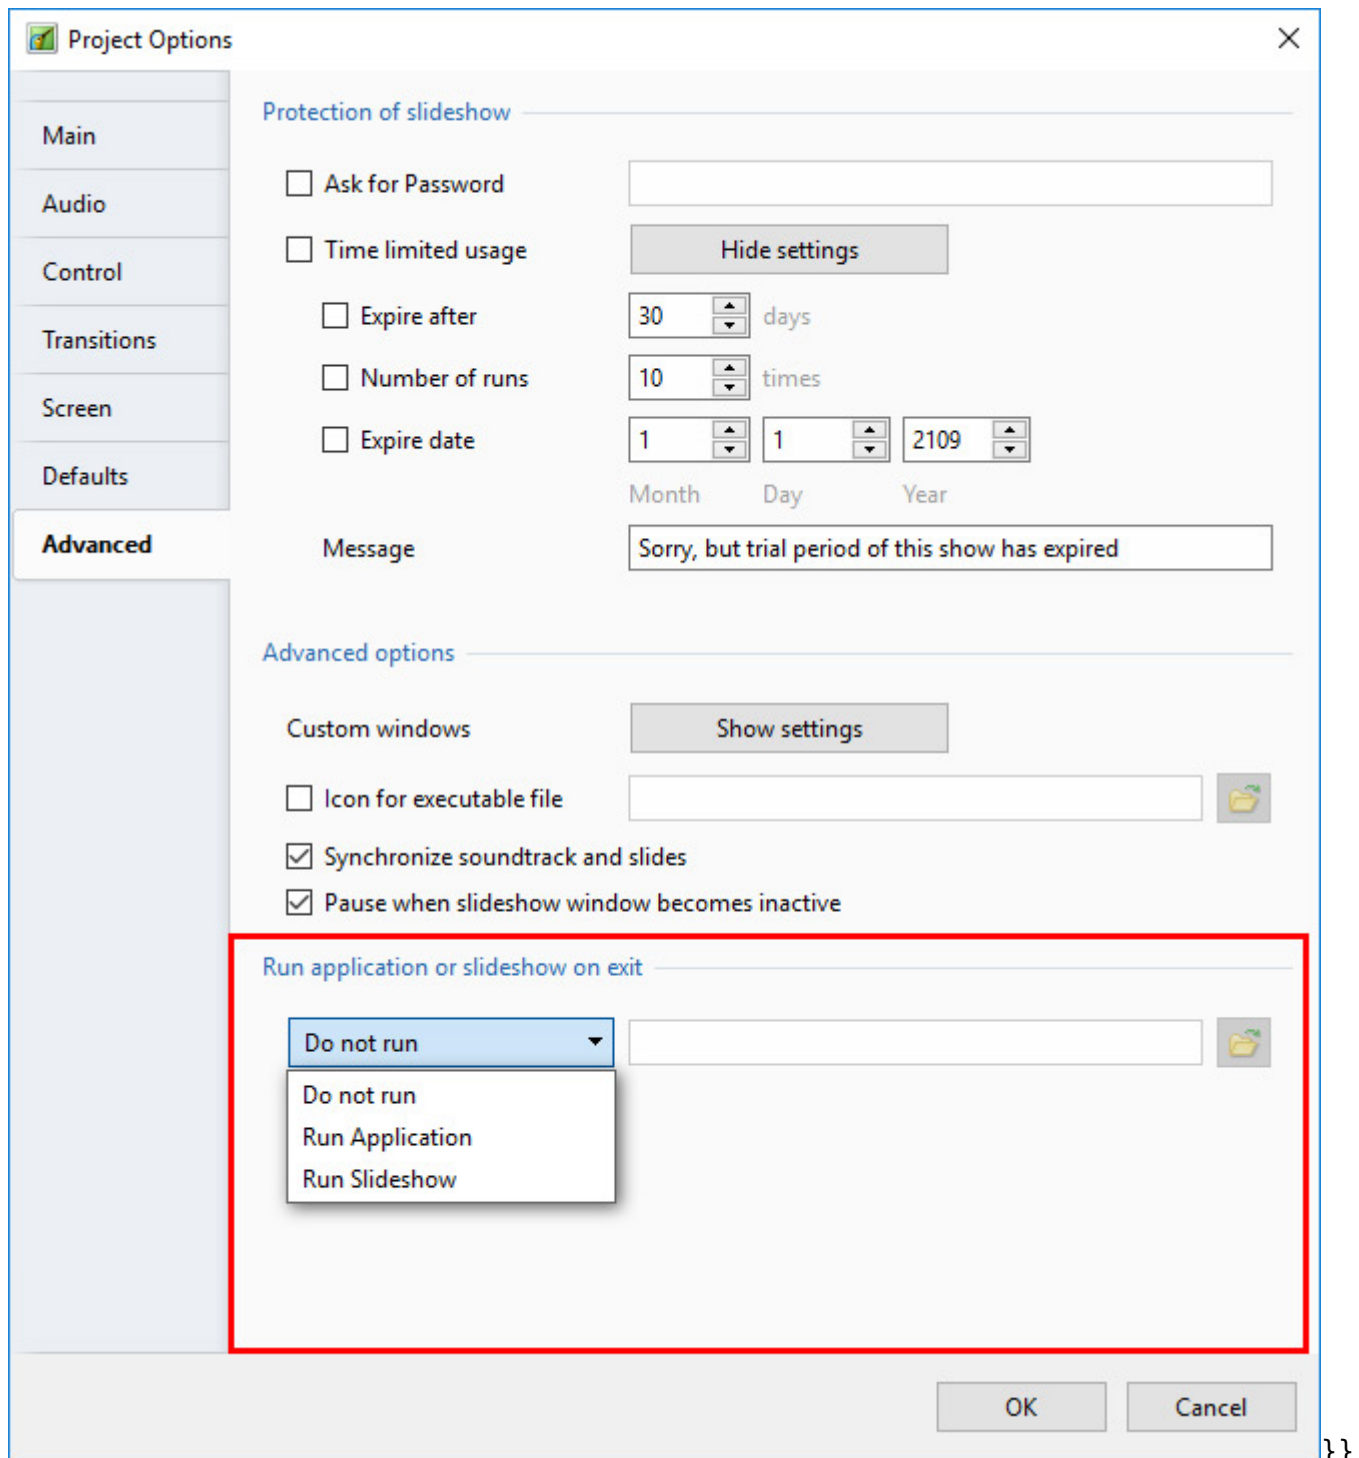 Project Options
Main
Audio
Control
Transitions
Screen
Defaults
Advanced
Protection of slideshow
Ask for Password
Time limited usage Hide settings
Expire after 30 days
Number of runs 10 times
Expire date 1 1 2109
Month Day Year
Message Sorry, but trial period of this show has expired
Advanced options
Custom windows Show settings
Icon for executable file
Synchronize soundtrack and slides
Pause when slideshow window becomes inactive
Run application or slideshow on exit
Do not run
Do not run
Run Application
Run Slideshow
OK Cancel
}}